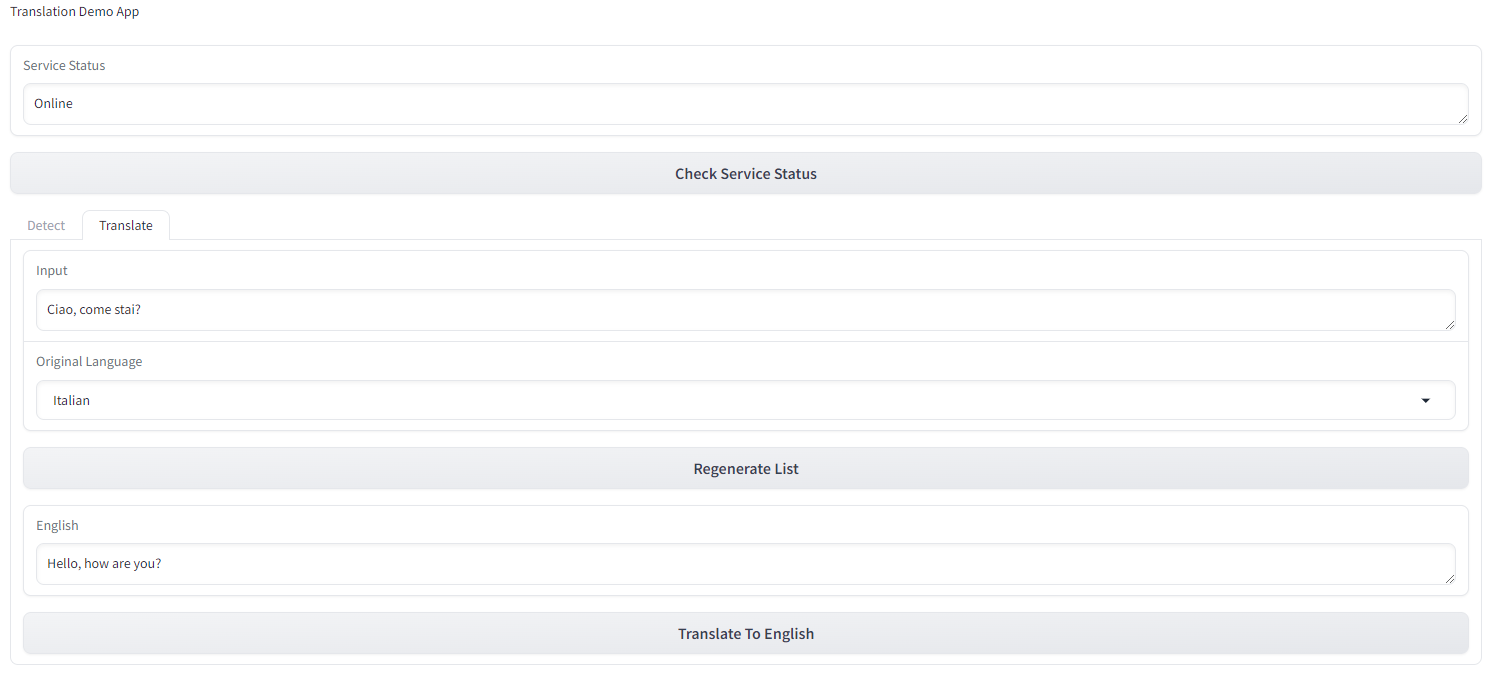 Translation Demo App
Service Status
Online
Check Service Status
Detect Translate
Input
Ciao, come stai?
Original Language
Italian
Regenerate List
English
Hello, how are you?
Translate To English